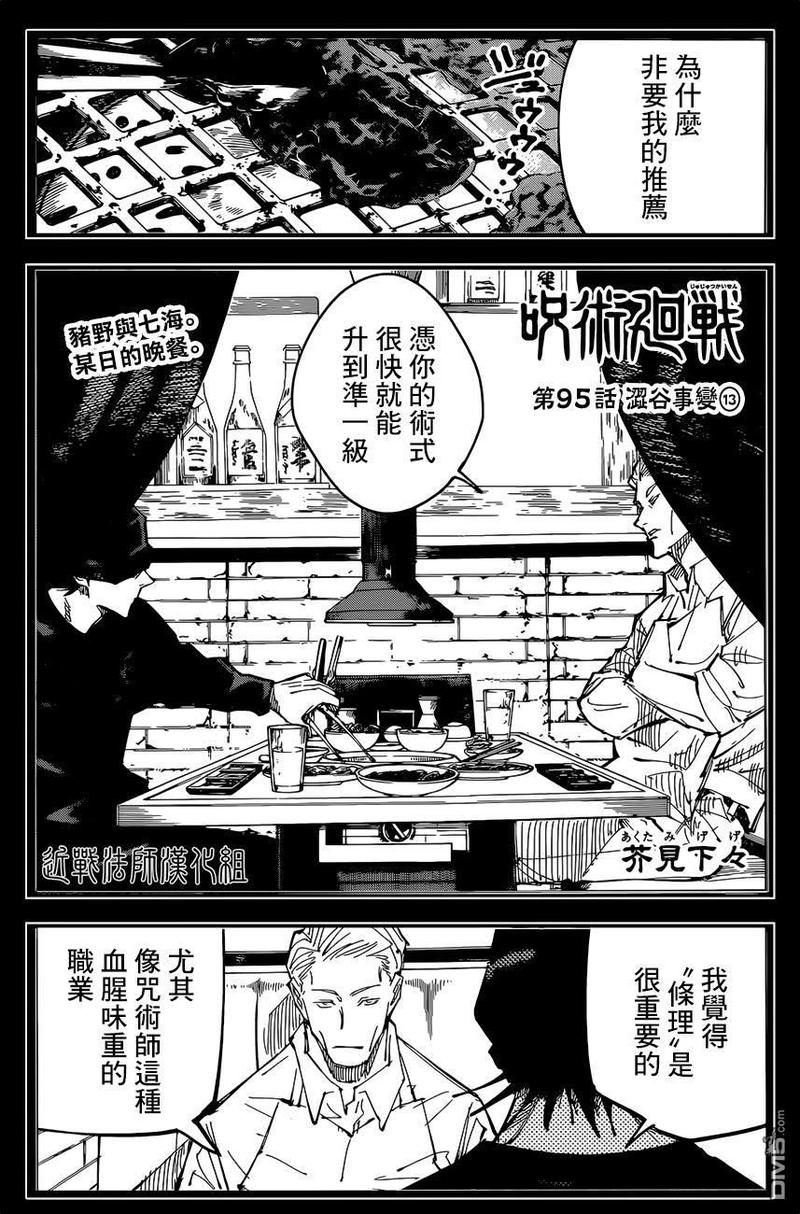 為什麼
非要我的推薦
ジュウウウ…
じゅじゅつかいせん
呪術廻戦
第95話 澀谷事變⑬
豬野與七海。
某日的晚餐。
憑你的術式
很快就能
升到準一級
あくたみげげ
芥見下々
近戰法師漢化組
我覺得
〝條理〞是
很重要的
尤其
像咒術師這種
血腥味重的
職業
DM5.com